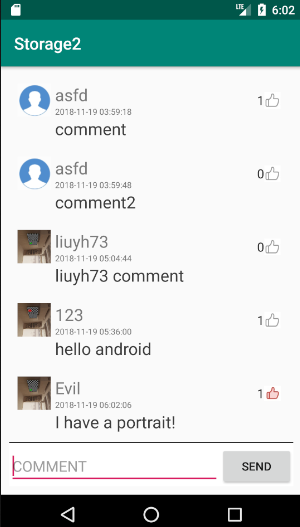 LTE 6:02
Storage2
asfd
2018-11-19 03:59:18
1
comment
asfd
2018-11-19 03:59:48
0
comment2
liuyh73
2018-11-19 05:04:44
0
liuyh73 comment
123
2018-11-19 05:36:00
1
hello android
Evil
2018-11-19 06:02:06
1
I have a portrait!
COMMENT
SEND